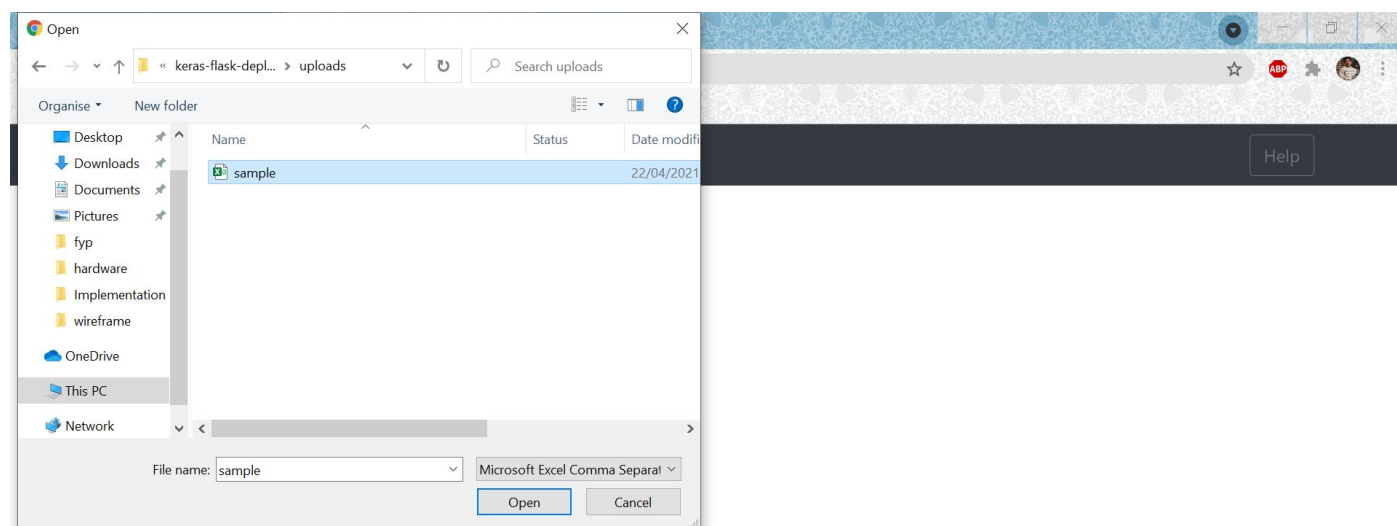 Open
« keras-flask-depl... › uploads
Search uploads
Organise
New folder
Name
Status
Date modifi
Desktop
Downloads
Documents
Pictures
fyp
hardware
Implementation
wireframe
OneDrive
This PC
Network
sample
22/04/2021
File name: sample
Microsoft Excel Comma Separat
Open
Cancel
ABP
Help